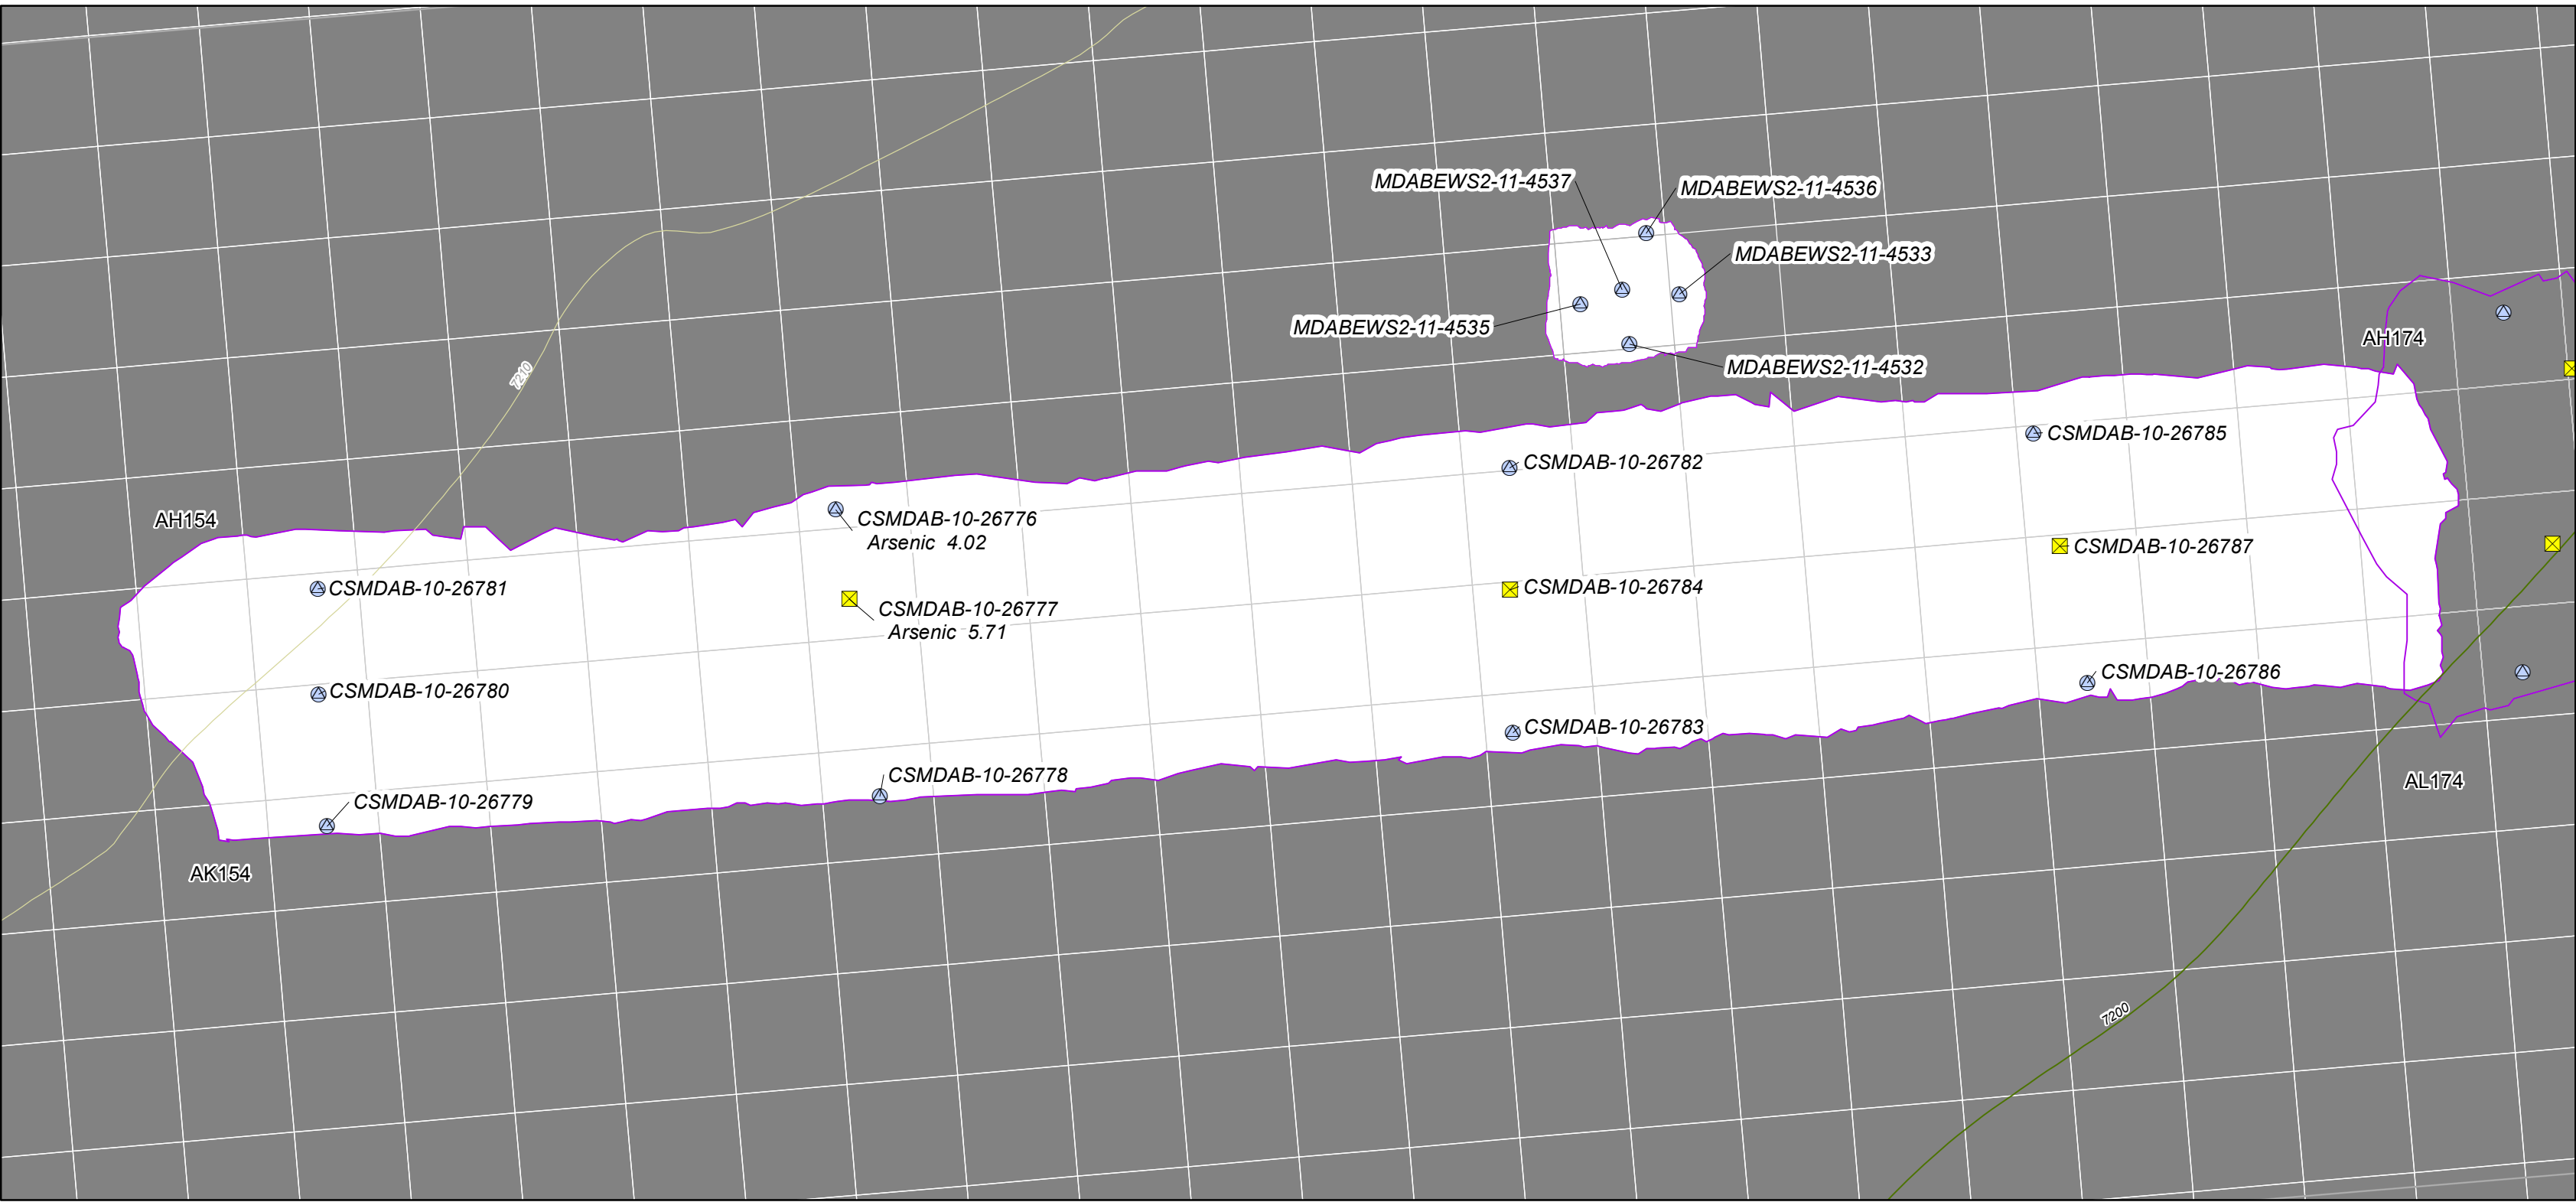 MDABEWS2-11-4537
MDABEWS2-11-4536
MDABEWS2-11-4533
MDABEWS2-11-4535
AH174
MDABEWS2-11-4532
7210
CSMDAB-10-26785
CSMDAB-10-26782
AH154
CSMDAB-10-26776
Arsenic 4.02
CSMDAB-10-26787
CSMDAB-10-26781
CSMDAB-10-26784
CSMDAB-10-26777
Arsenic 5.71
CSMDAB-10-26786
CSMDAB-10-26780
CSMDAB-10-26783
CSMDAB-10-26778
AL174
CSMDAB-10-26779
AK154
7200